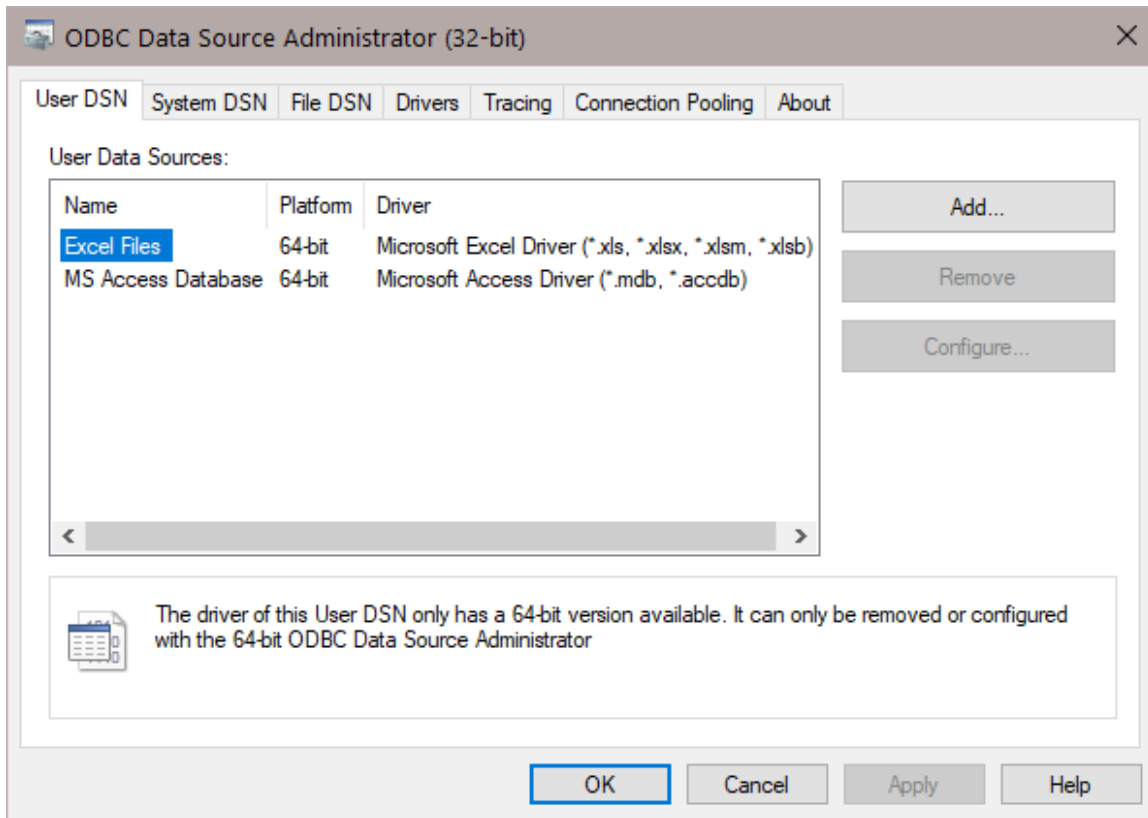 ODBC Data Source Administrator (32-bit)
User DSN System DSN File DSN Drivers Tracing Connection Pooling About
User Data Sources:
Name Platform Driver
Excel Files 64-bit Microsoft Excel Driver (*.xls, *.xlsx, *.xlsm, *.xlsb)
MS Access Database 64-bit Microsoft Access Driver (*.mdb, *.accdb)
Add...
Remove
Configure...
The driver of this User DSN only has a 64-bit version available. It can only be removed or configured
with the 64-bit ODBC Data Source Administrator
OK Cancel Apply Help